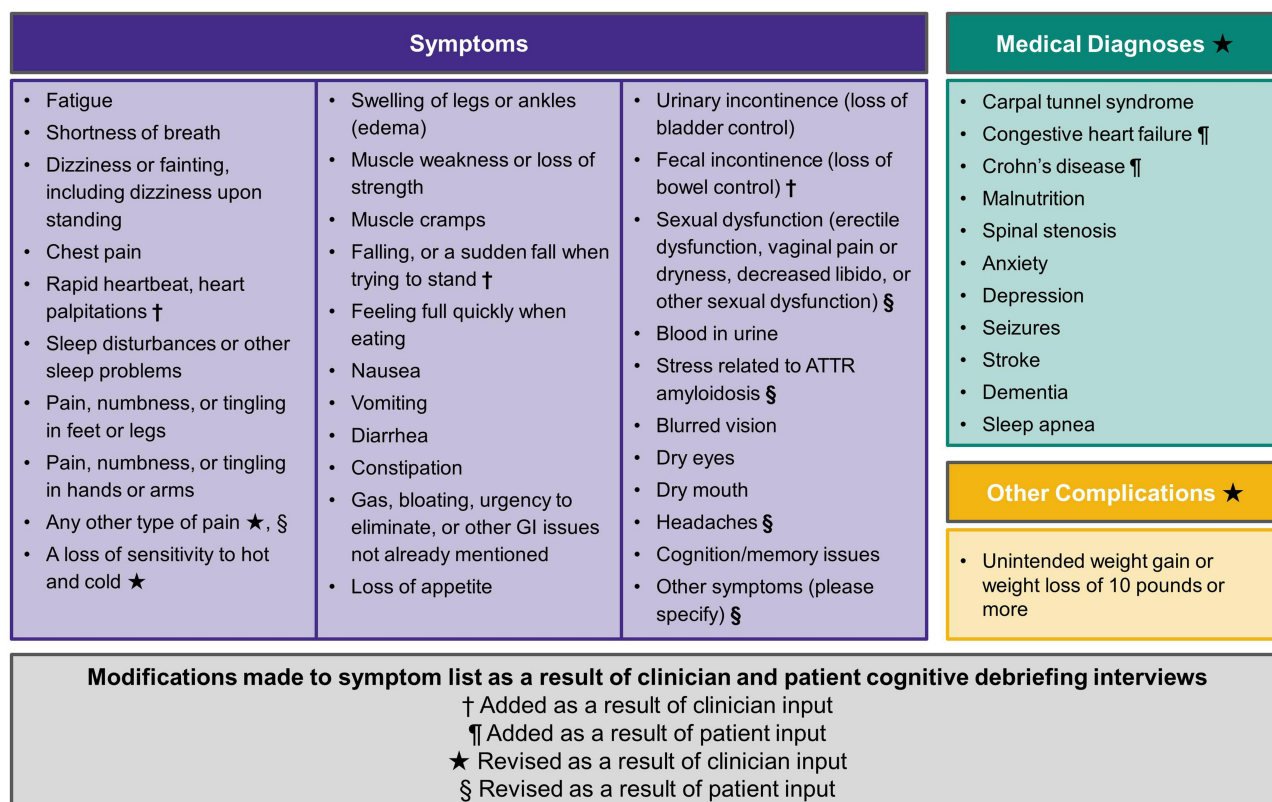 Symptoms
• Fatigue
• Shortness of breath
• Dizziness or fainting,
including dizziness upon
standing
• Chest pain
• Rapid heartbeat, heart
palpitations †
• Sleep disturbances or other
sleep problems
• Pain, numbness, or tingling
in feet or legs
• Pain, numbness, or tingling
in hands or arms
• Any other type of pain ★, §
• A loss of sensitivity to hot
and cold ★
• Swelling of legs or ankles
(edema)
• Muscle weakness or loss of
strength
• Muscle cramps
• Falling, or a sudden fall when
trying to stand †
• Feeling full quickly when
eating
• Nausea
• Vomiting
• Diarrhea
• Constipation
• Gas, bloating, urgency to
eliminate, or other GI issues
not already mentioned
• Loss of appetite
• Urinary incontinence (loss of
bladder control)
• Fecal incontinence (loss of
bowel control) †
• Sexual dysfunction (erectile
dysfunction, vaginal pain or
dryness, decreased libido, or
other sexual dysfunction) §
• Blood in urine
• Stress related to ATTR
amyloidosis §
• Blurred vision
• Dry eyes
• Dry mouth
• Headaches §
• Cognition/memory issues
• Other symptoms (please
specify) §
Medical Diagnoses ★
• Carpal tunnel syndrome
• Congestive heart failure ¶
• Crohn's disease ¶
• Malnutrition
• Spinal stenosis
• Anxiety
• Depression
• Seizures
• Stroke
• Dementia
• Sleep apnea
Other Complications ★
• Unintended weight gain or
weight loss of 10 pounds or
more
Modifications made to symptom list as a result of clinician and patient cognitive debriefing interviews
† Added as a result of clinician input
¶ Added as a result of patient input
★ Revised as a result of clinician input
§ Revised as a result of patient input